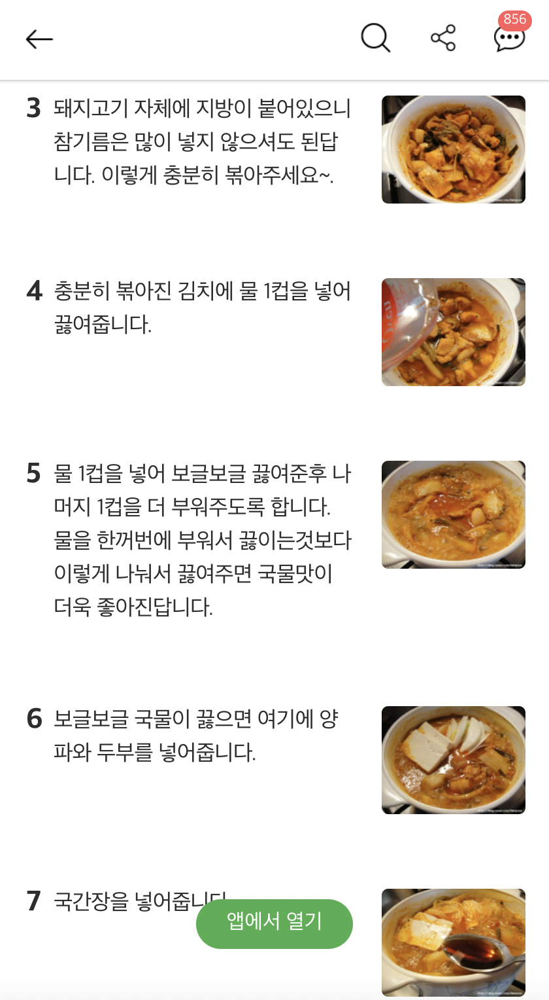 856
3 돼지고기 자체에 지방이 붙어있으니
참기름은 많이 넣지 않으셔도 된답
니다. 이렇게 충분히 볶아주세요~.
4 충분히 볶아진 김치에 물 1컵을 넣어
끓여줍니다.
5 물 1컵을 넣어 보글보글 끓여준후 나
머지 1컵을 더 부워주도록 합니다.
물을 한꺼번에 부워서 끓이는것보다
이렇게 나눠서 끓여주면 국물맛이
더욱 좋아진답니다.
6 보글보글 국물이 끓으면 여기에 양
파와 두부를 넣어줍니다.
7 국간장을 넣어줍니다
앱에서 열기